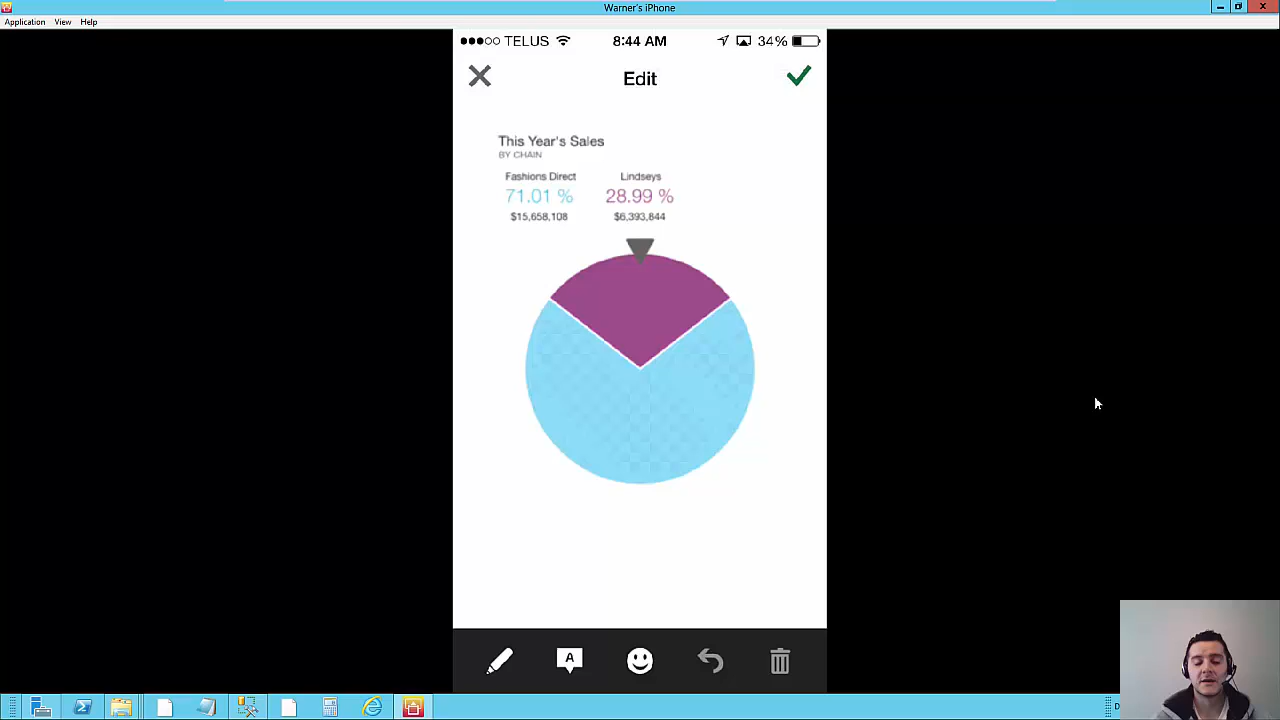 Warner's iPhone
Application View Help
TELUS 8:44 AM 34%
Edit
This Year's Sales
BY CHAIN
Fashions Direct Lindseys
71.01 % 28.99 %
$15,658,108 $6,393,844
A